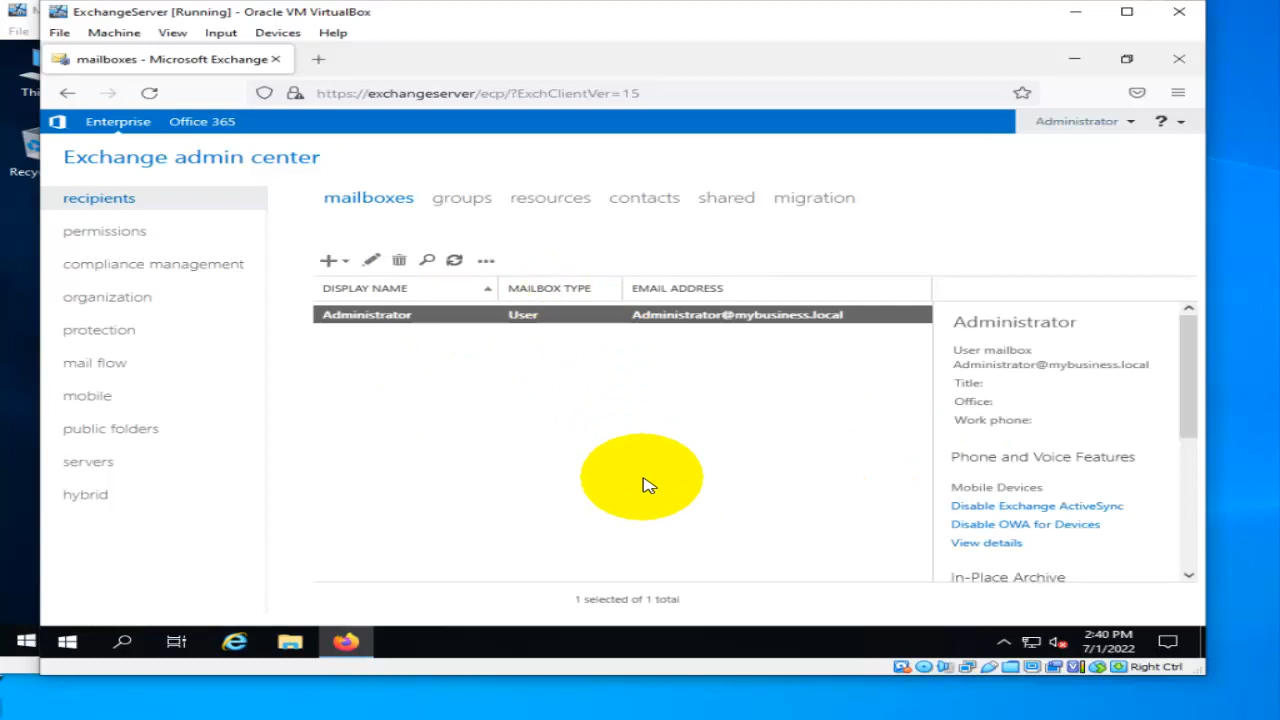 ExchangeServer [Running] - Oracle VM VirtualBox
File
File Machine View Input Devices Help
mailboxes - Microsoft Exchange
https://exchangeserver/ecp/?ExchClientVer=15
Enterprise Office 365 Administrator ?
Exchange admin center
recipients
permissions
compliance management
organization
protection
mail flow
mobile
public folders
servers
hybrid
mailboxes groups resources contacts shared migration
DISPLAY NAME MAILBOX TYPE EMAIL ADDRESS
Administrator User Administrator@mybusiness.local
1 selected of 1 total
Administrator
User mailbox
Administrator@mybusiness.local
Title:
Office:
Work phone:
Phone and Voice Features
Mobile Devices
Disable Exchange ActiveSync
Disable OWA for Devices
View details
In-Place Archive
2:40 PM
7/1/2022
Right Ctrl